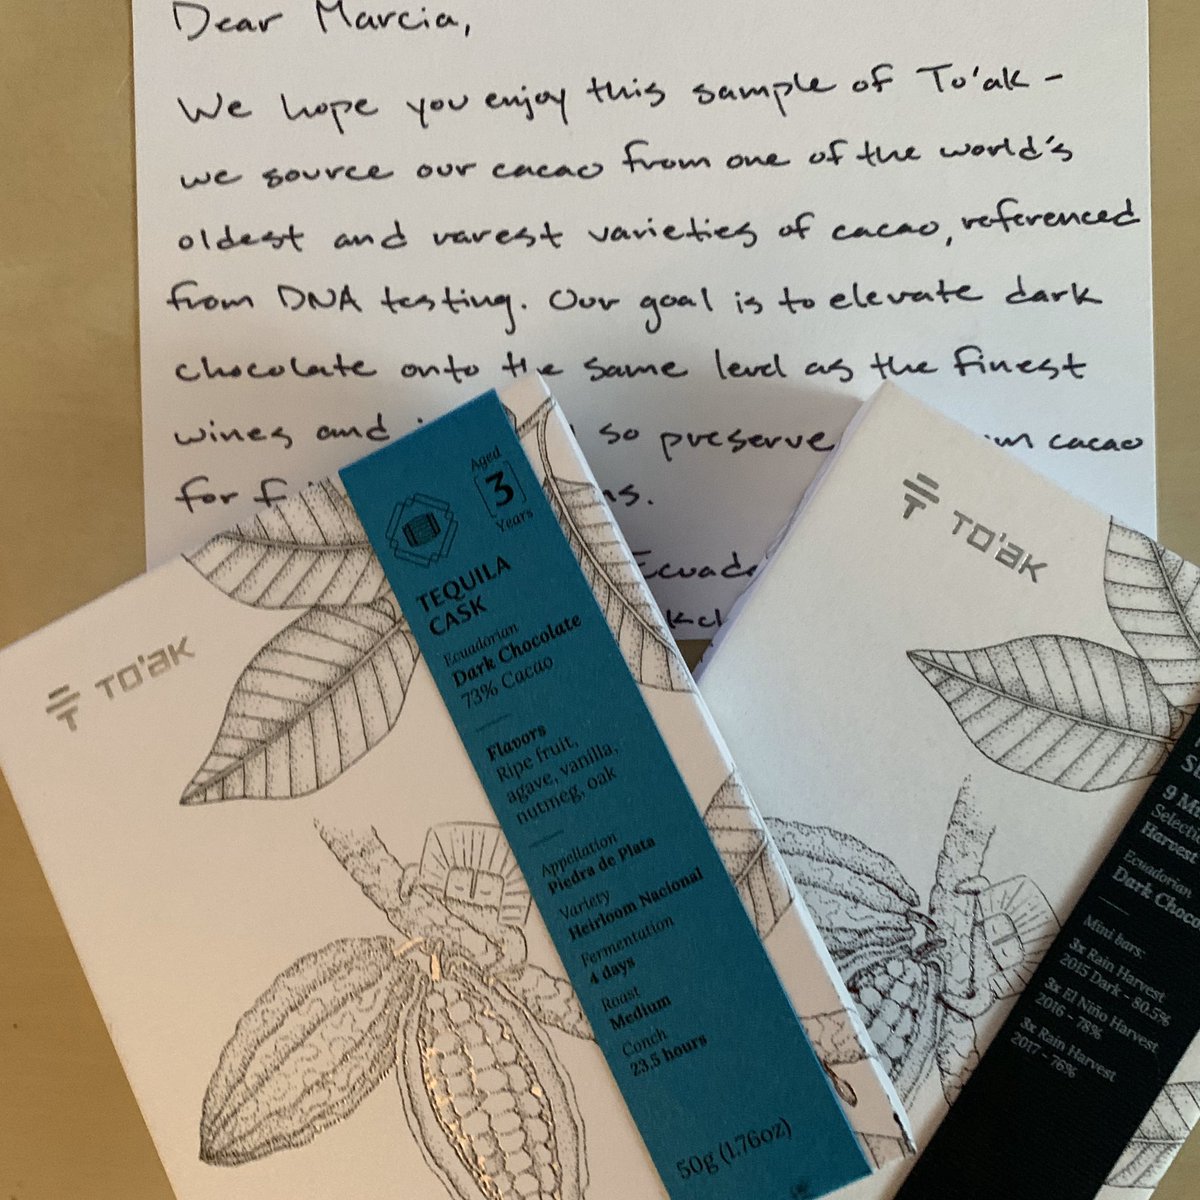 Dear Marcia,
We hope you enjoy this sample of To'ak –
we source our cacao from one of the world's
oldest and rarest varieties of cacao, referenced
from DNA testing. Our goal is to elevate dark
chocolate onto the same level as the finest
wines and so preserve cacao
for
TO'AK
Aged
3
Years
TEQUILA
CASK
Ecuadorian
Dark Chocolate
73% Cacao
Flavors
Ripe fruit,
agave, vanilla,
nutmeg, oak
Appellation
Piedra de Plata
Variety
Heirloom Nacional
Fermentation
4 days
Roast
Medium
Conch
23.5 hours
50g (1.76oz)
TO'AK
Ecuadorian
Mini bars:
3x Rain Harvest
2015 Dark - 80.5%
3x El Niño Harvest
2016 - 78%
3x Rain Harvest
2017 - 76%